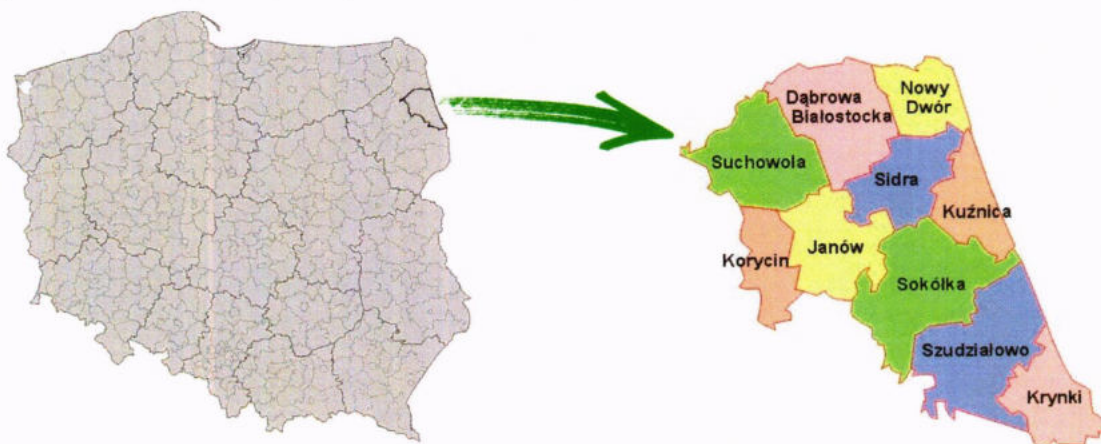 Nowy
Dwór
Dąbrowa
Białostocka
Suchowola
Sidra
Kuźnica
Korycin
Janów
Sokółka
Szudziałowo
Krynki